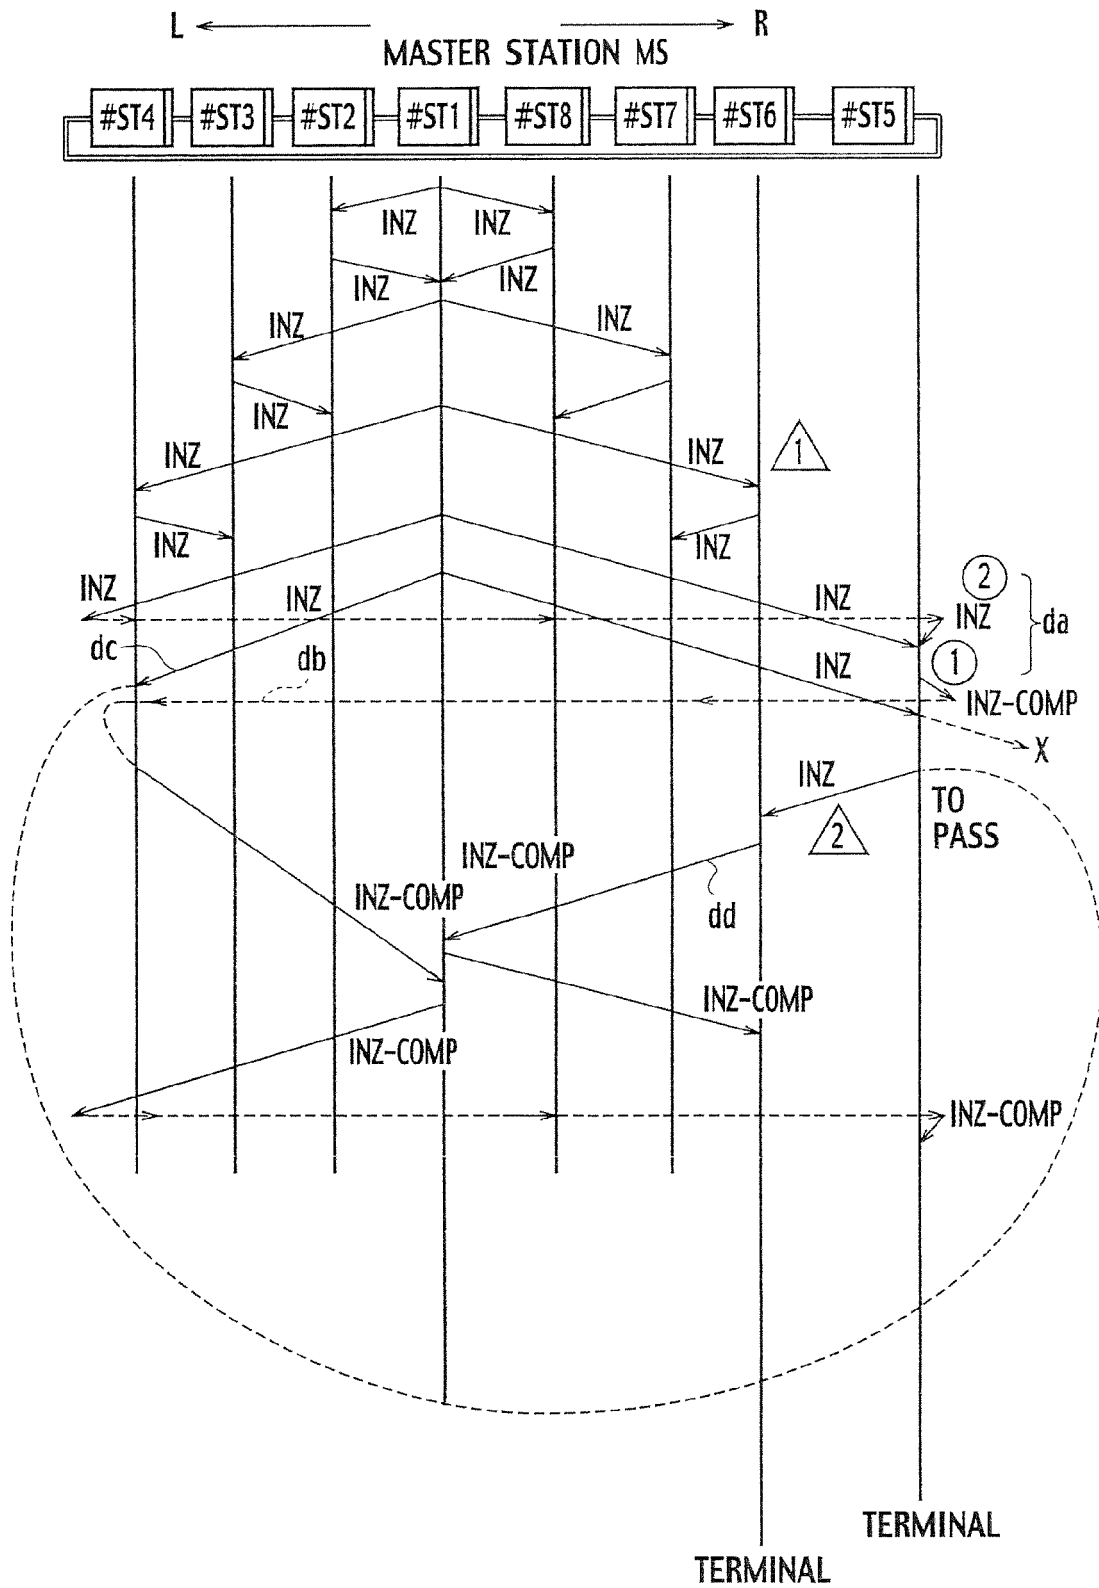 L R
MASTER STATION MS
#ST4 #ST3 #ST2 #ST1 #ST8 #ST7 #ST6 #ST5
INZ INZ
INZ INZ
INZ INZ
INZ
1
INZ INZ
INZ INZ
2
INZ INZ INZ INZ da
dc db INZ 1
INZ-COMP
X
INZ
TO
PASS
2
INZ-COMP
INZ-COMP
dd
INZ-COMP
INZ-COMP
INZ-COMP
TERMINAL
TERMINAL